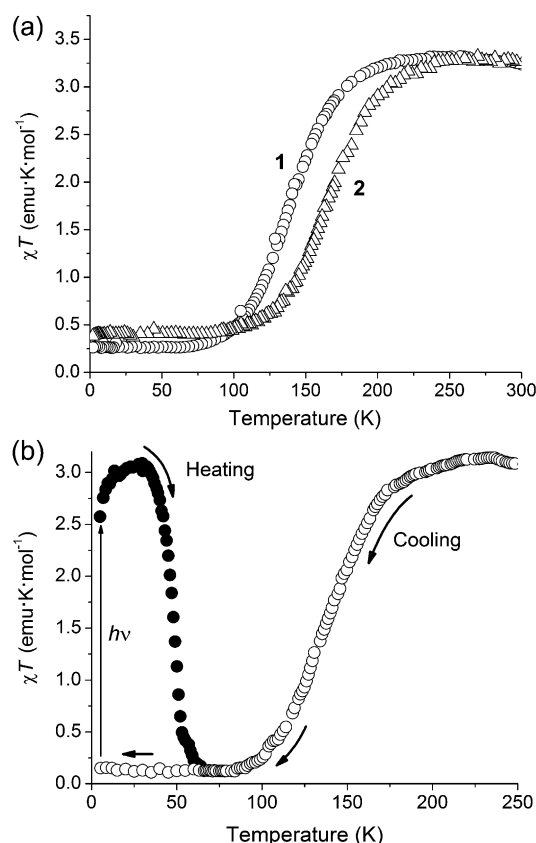 (a)
3.5
3.0
2.5
2.0
1.5
1.0
0.5
0.0
χT (emu·K·mol⁻¹)
1
2
0 50 100 150 200 250 300
Temperature (K)
(b)
3.0
2.5
2.0
1.5
1.0
0.5
0.0
χT (emu·K·mol⁻¹)
Heating
Cooling
hν
0 50 100 150 200 250
Temperature (K)